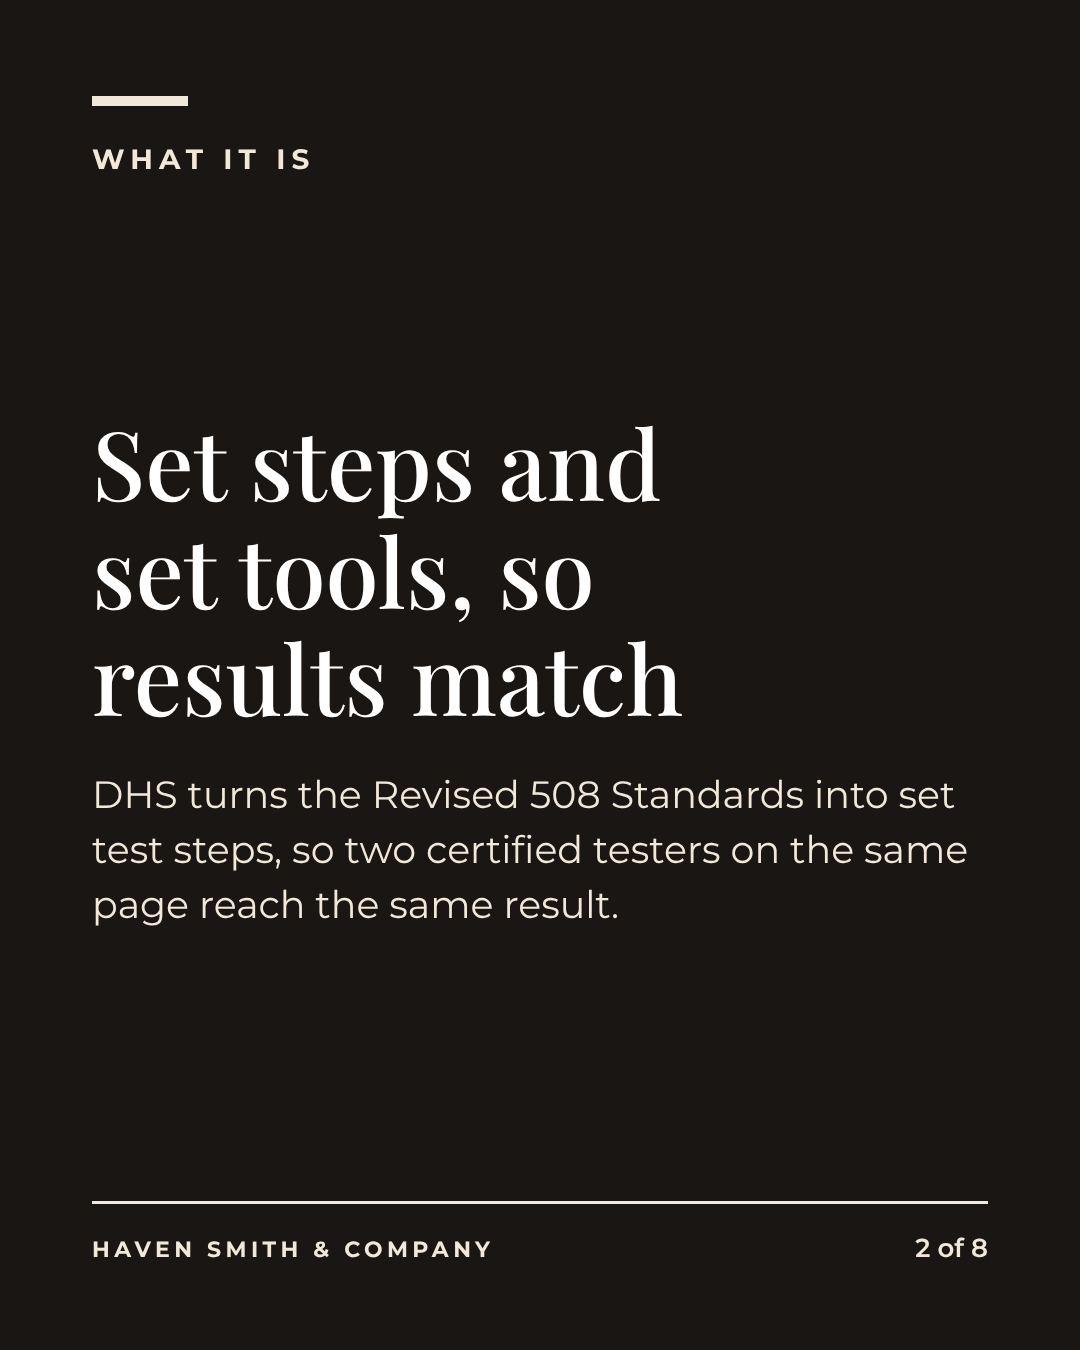 WHAT IT IS
Set steps and
set tools, so
results match
DHS turns the Revised 508 Standards into set
test steps, so two certified testers on the same
page reach the same result.
HAVEN SMITH & COMPANY
2 of 8